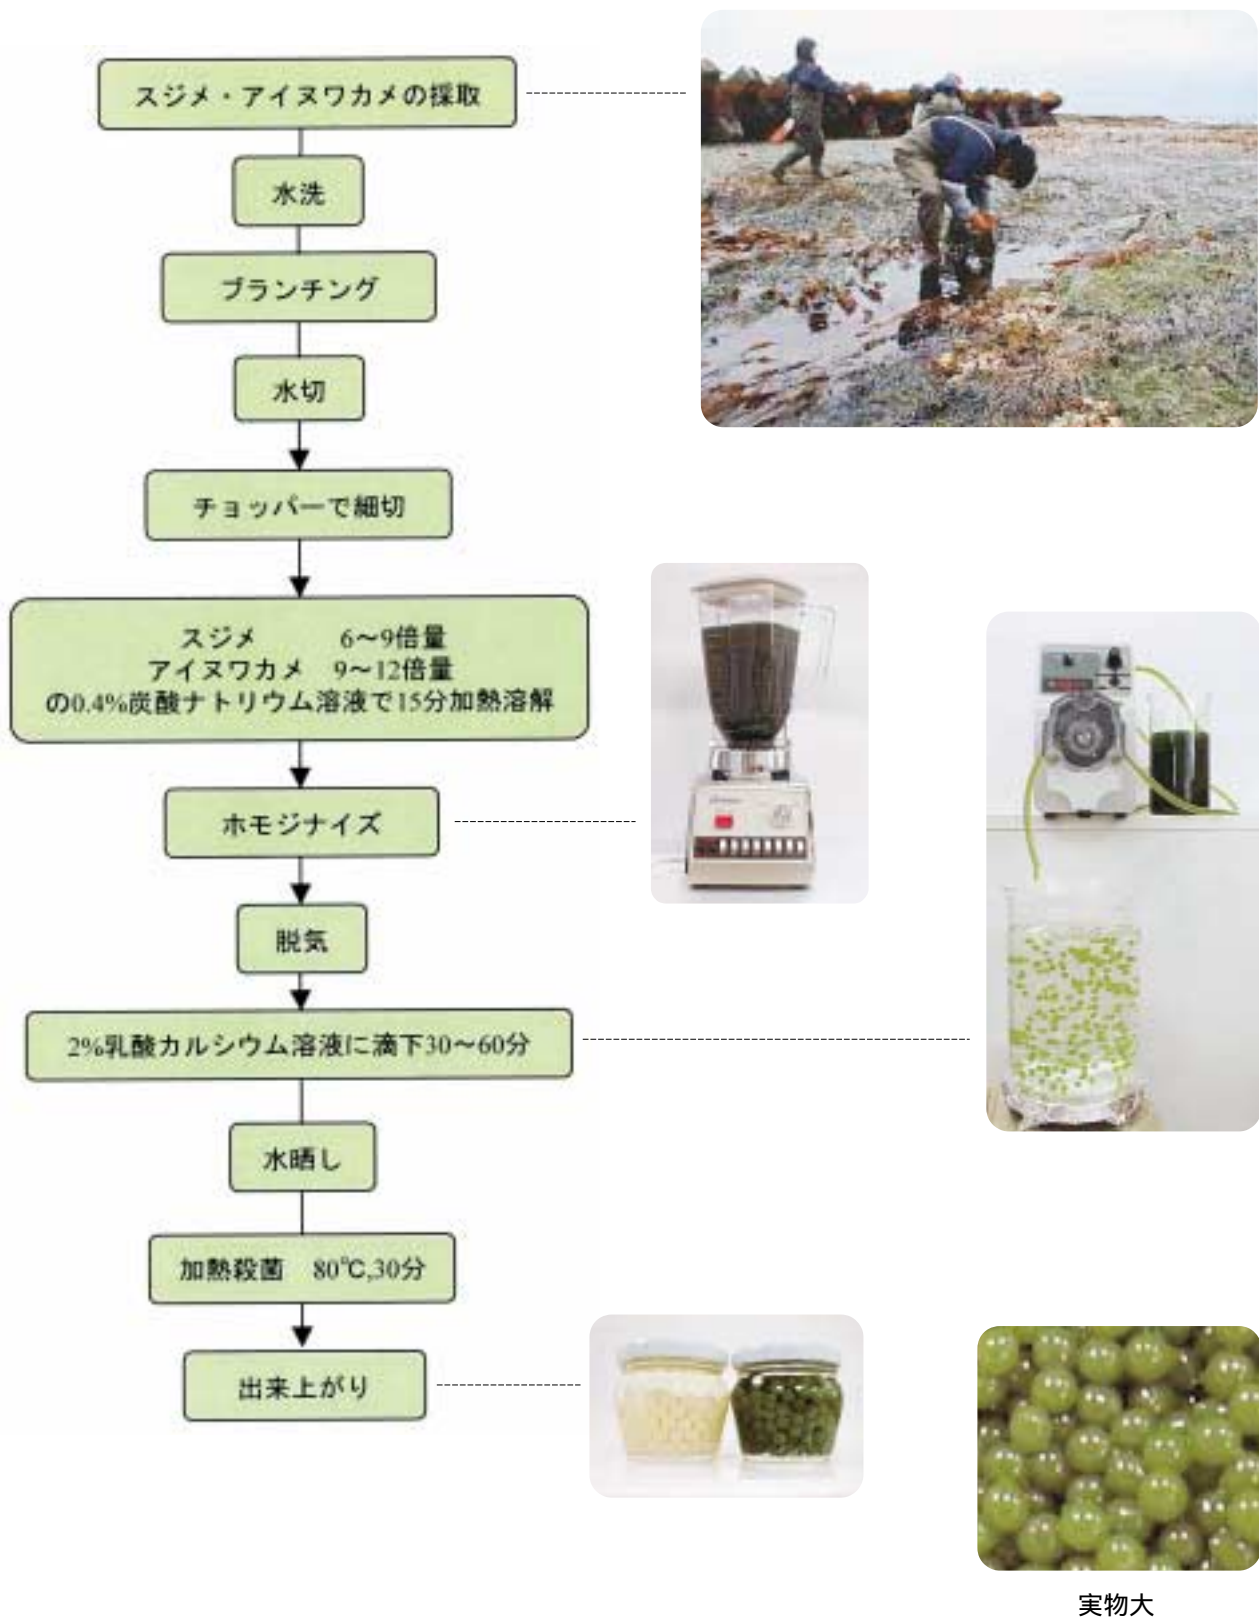 スジメ・アイヌワカメの採取
水洗
ブランチング
水切
チョッパーで細切
スジメ　　　6〜9倍量
アイヌワカメ　9〜12倍量
の0.4%炭酸ナトリウム溶液で15分加熱溶解
ホモジナイズ
脱気
2%乳酸カルシウム溶液に滴下30〜60分
水晒し
加熱殺菌　80℃,30分
出来上がり
実物大